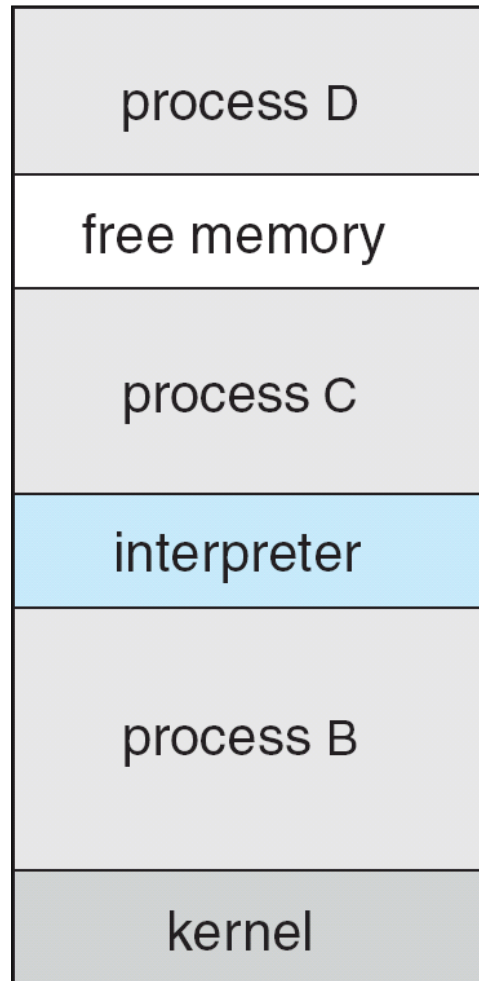 process D
free memory
process C
interpreter
process B
kernel